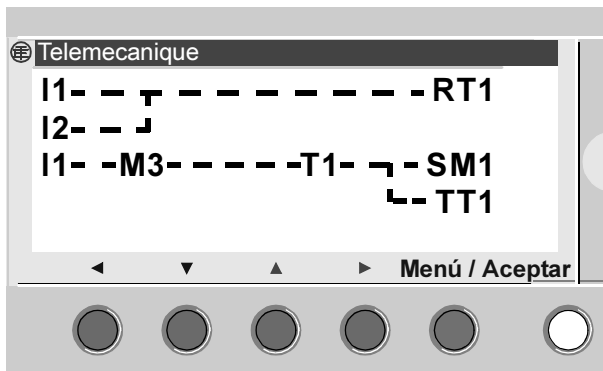 Telemecanique
I1- - - - - - - - - - RT1
I2- - -
I1- -M3- - - - - -T1- - - SM1
- - TT1
◄ ▼ ▲ ► Menú / Aceptar